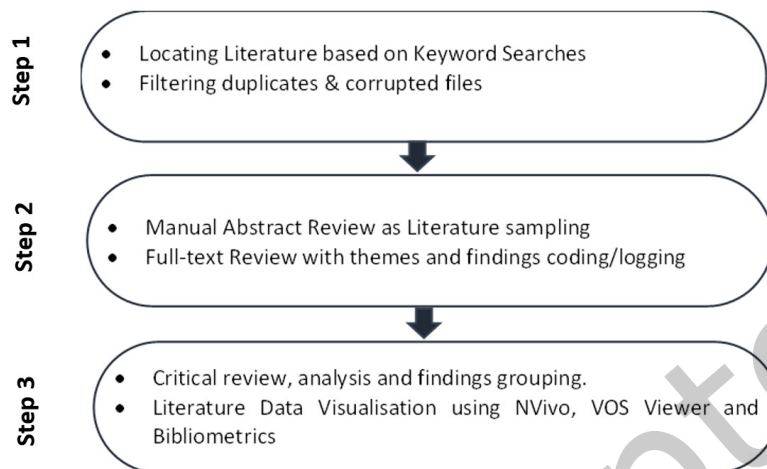 Step 1
• Locating Literature based on Keyword Searches
• Filtering duplicates & corrupted files
Step 2
• Manual Abstract Review as Literature sampling
• Full-text Review with themes and findings coding/logging
Step 3
• Critical review, analysis and findings grouping.
• Literature Data Visualisation using NVivo, VOS Viewer and
Bibliometrics